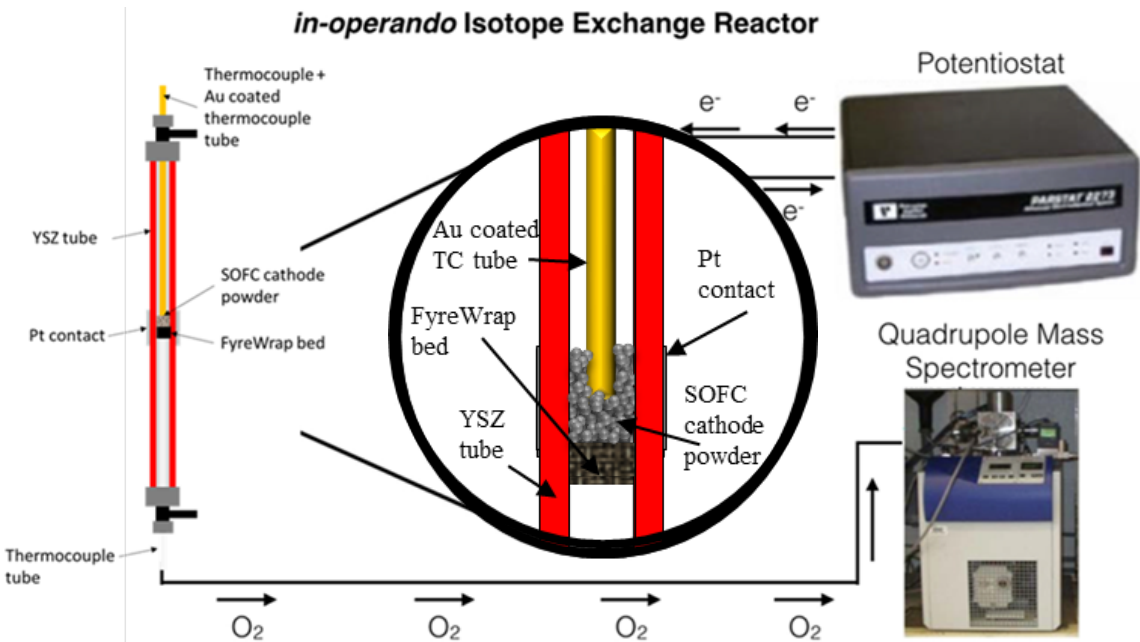 in-operando Isotope Exchange Reactor
Thermocouple +
Au coated
thermocouple
tube
YSZ tube
SOFC cathode
powder
Pt contact
FyreWrap bed
Thermocouple
tube
Au coated
TC tube
FyreWrap
bed
YSZ
tube
Pt
contact
SOFC
cathode
powder
e-
e-
e-
Potentiostat
PARSTAT 2273
Quadrupole Mass
Spectrometer
O2
O2
O2
O2